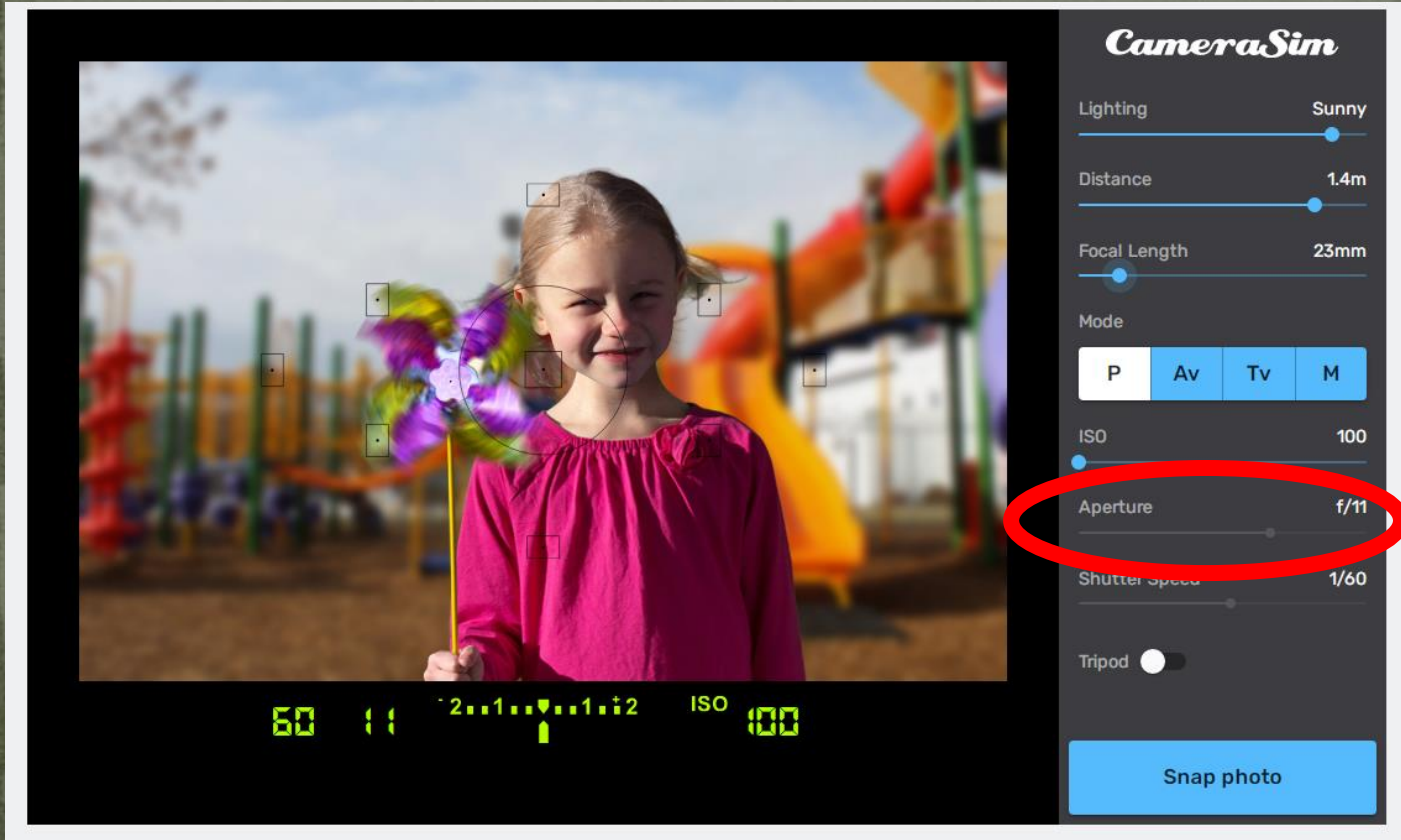 CameraSim
Lighting Sunny
Distance 1.4m
Focal Length 23mm
Mode
P Av Tv M
ISO 100
Aperture f/11
Shutter Speed 1/60
Tripod
Snap photo
60 11 -2..1..▼..1..+2 ISO 100